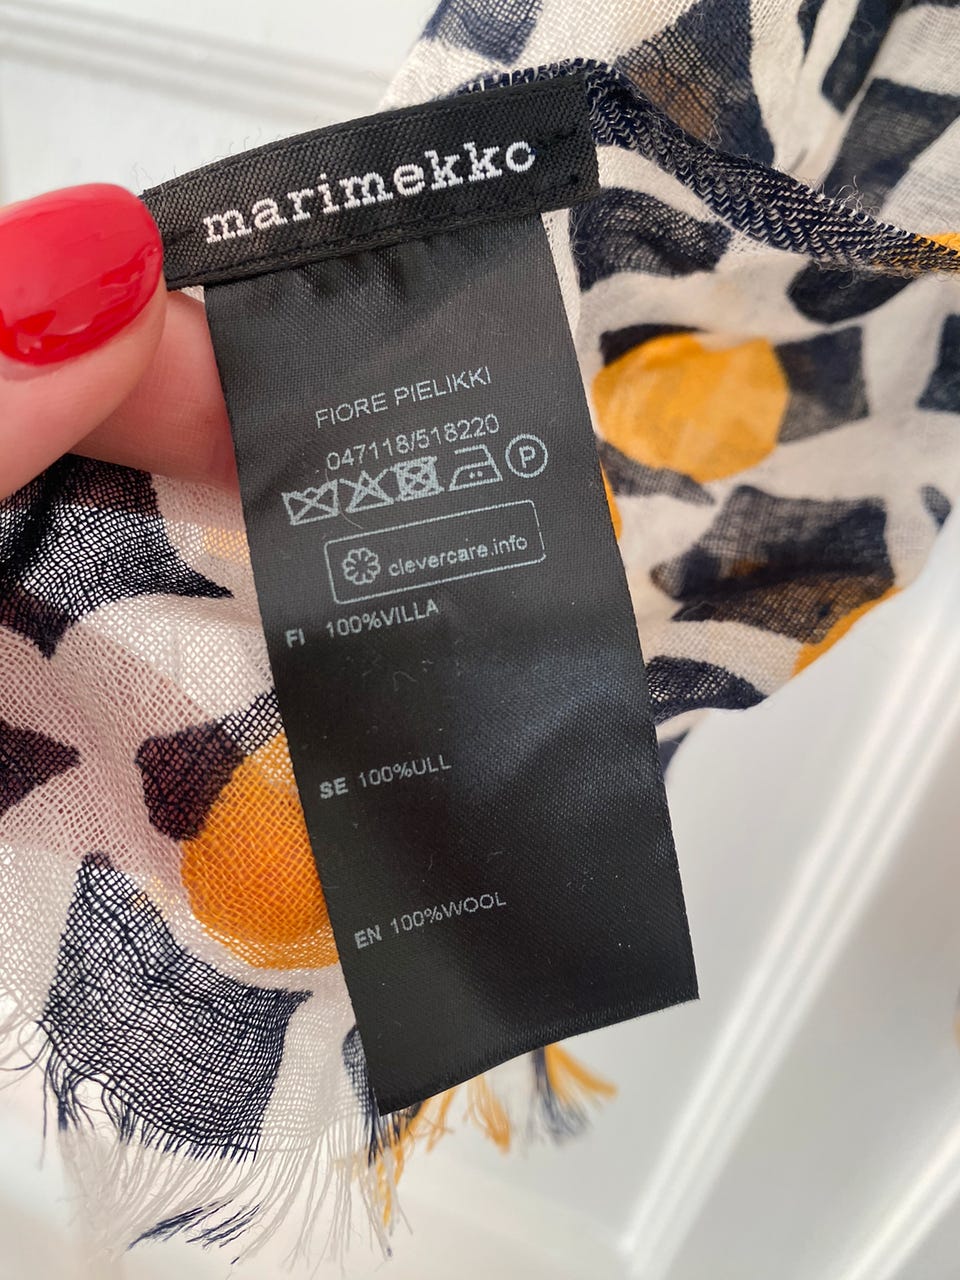 marimekko
FIORE PIELIKKI
047118/518220
P
clevercare.info
FI 100%VILLA
SE 100%ULL
EN 100%WOOL